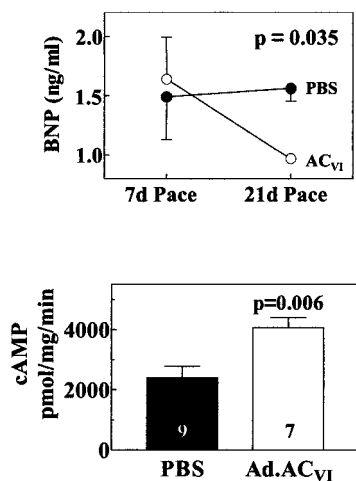 2.0
p = 0.035
BNP (ng/ml)
PBS
1.5
1.0
AC_VI
7d Pace 21d Pace
p=0.006
cAMP
pmol/mg/min
4000
2000
0
9 7
PBS Ad.AC_VI